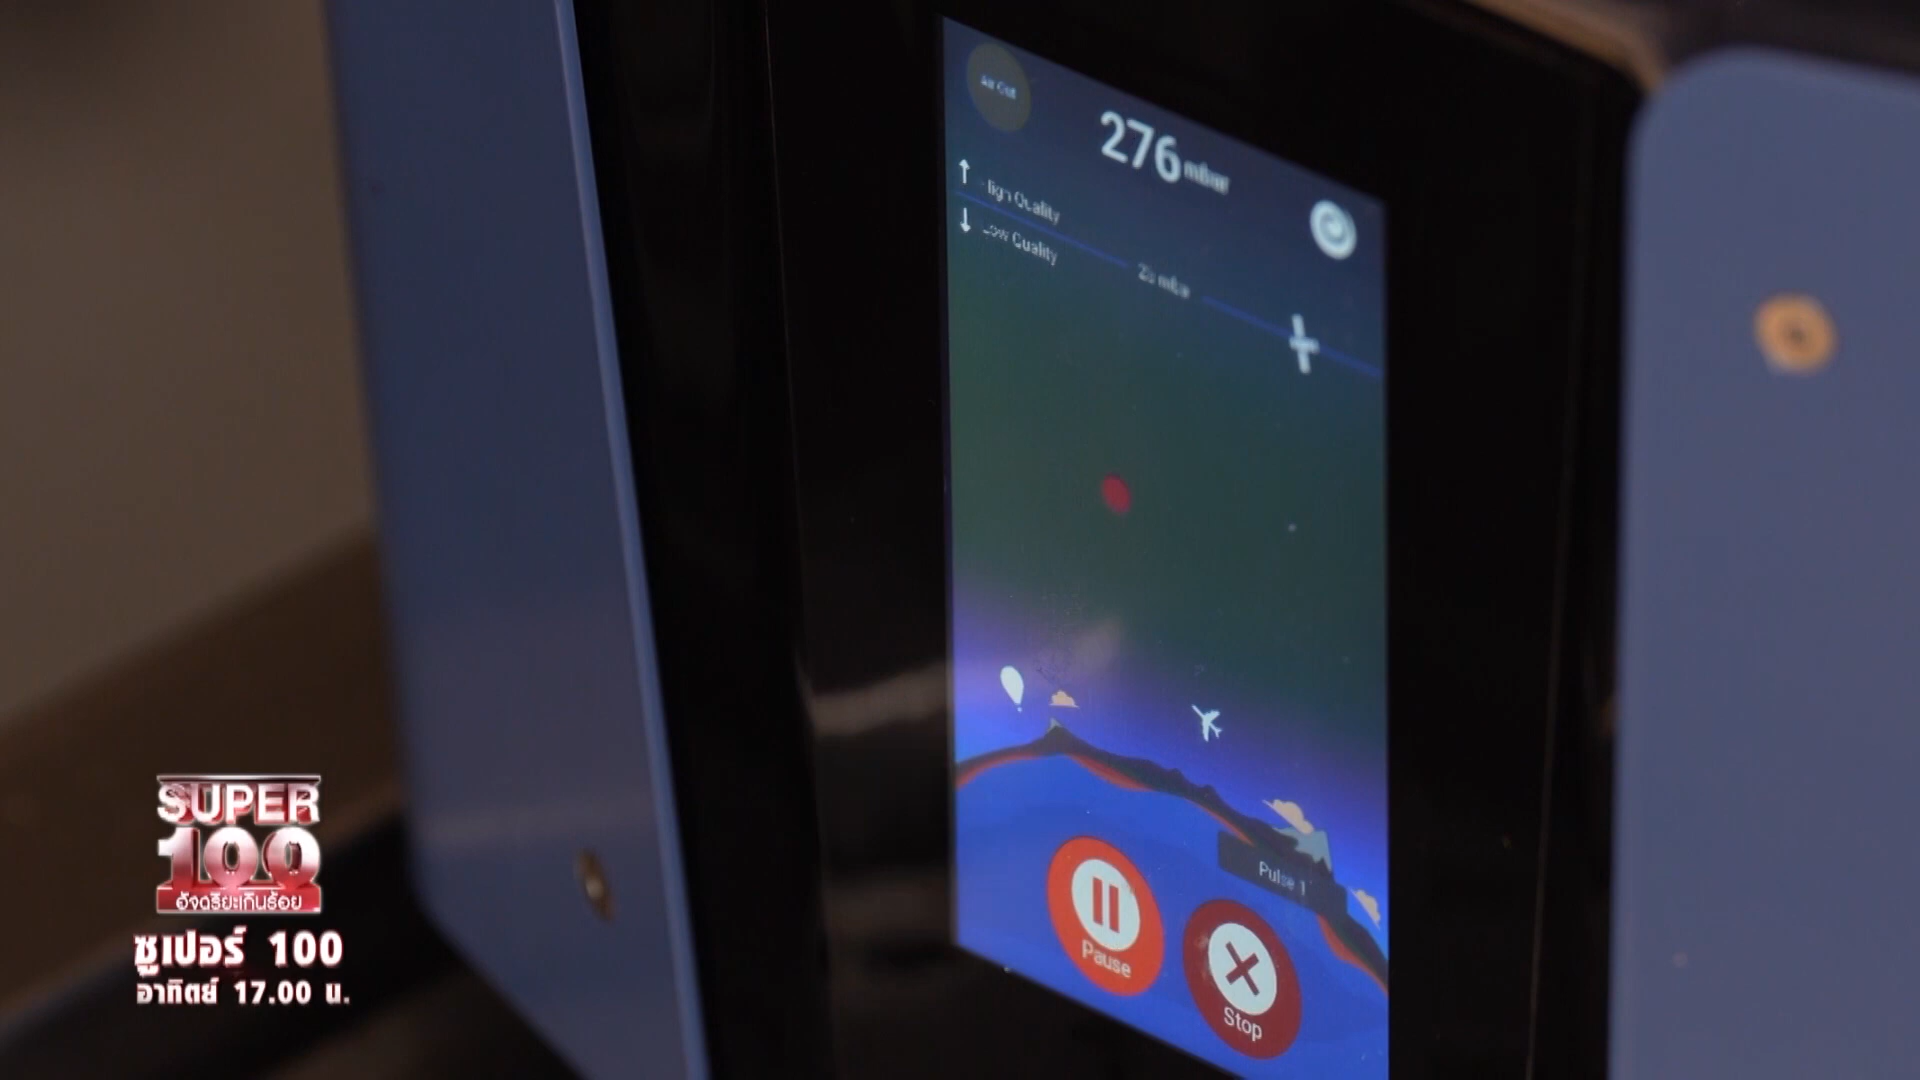 Air Out
276 mbar
High Quality
Low Quality
Pulse 1
Pause
Stop
SUPER
100
อัจฉริยะเกินร้อย
ซูเปอร์ 100
อาทิตย์ 17.00 น.